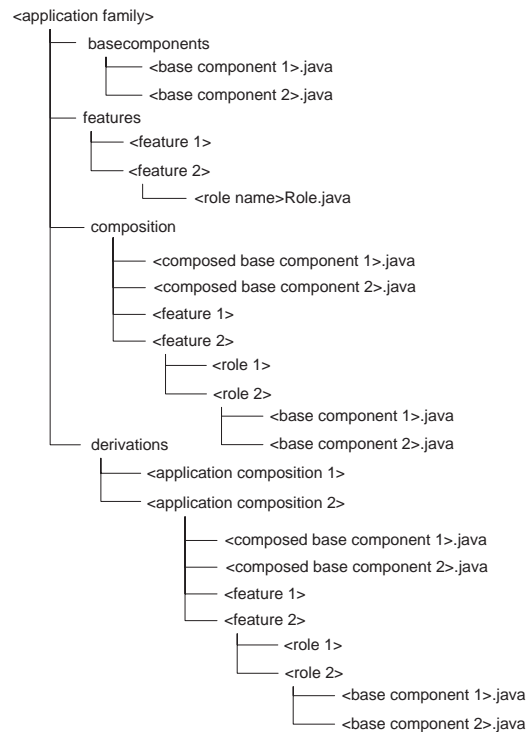 <application family>
basecomponents
<base component 1>.java
<base component 2>.java
features
<feature 1>
<feature 2>
<role name>Role.java
composition
<composed base component 1>.java
<composed base component 2>.java
<feature 1>
<feature 2>
<role 1>
<role 2>
<base component 1>.java
<base component 2>.java
derivations
<application composition 1>
<application composition 2>
<composed base component 1>.java
<composed base component 2>.java
<feature 1>
<feature 2>
<role 1>
<role 2>
<base component 1>.java
<base component 2>.java